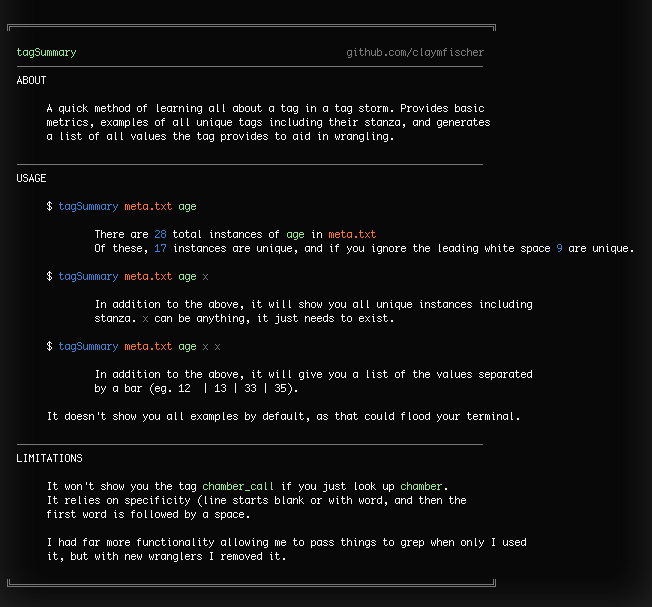 tagSummary github.com/claymfischer
ABOUT
A quick method of learning all about a tag in a tag storm. Provides basic
metrics, examples of all unique tags including their stanza, and generates
a list of all values the tag provides to aid in wrangling.
USAGE
$ tagSummary meta.txt age
There are 28 total instances of age in meta.txt
Of these, 17 instances are unique, and if you ignore the leading white space 9 are unique.
$ tagSummary meta.txt age x
In addition to the above, it will show you all unique instances including
stanza. x can be anything, it just needs to exist.
$ tagSummary meta.txt age x x
In addition to the above, it will give you a list of the values separated
by a bar (eg. 12  | 13 | 33 | 35).
It doesn't show you all examples by default, as that could flood your terminal.
LIMITATIONS
It won't show you the tag chamber_call if you just look up chamber.
It relies on specificity (line starts blank or with word, and then the
first word is followed by a space.
I had far more functionality allowing me to pass things to grep when only I used
it, but with new wranglers I removed it.